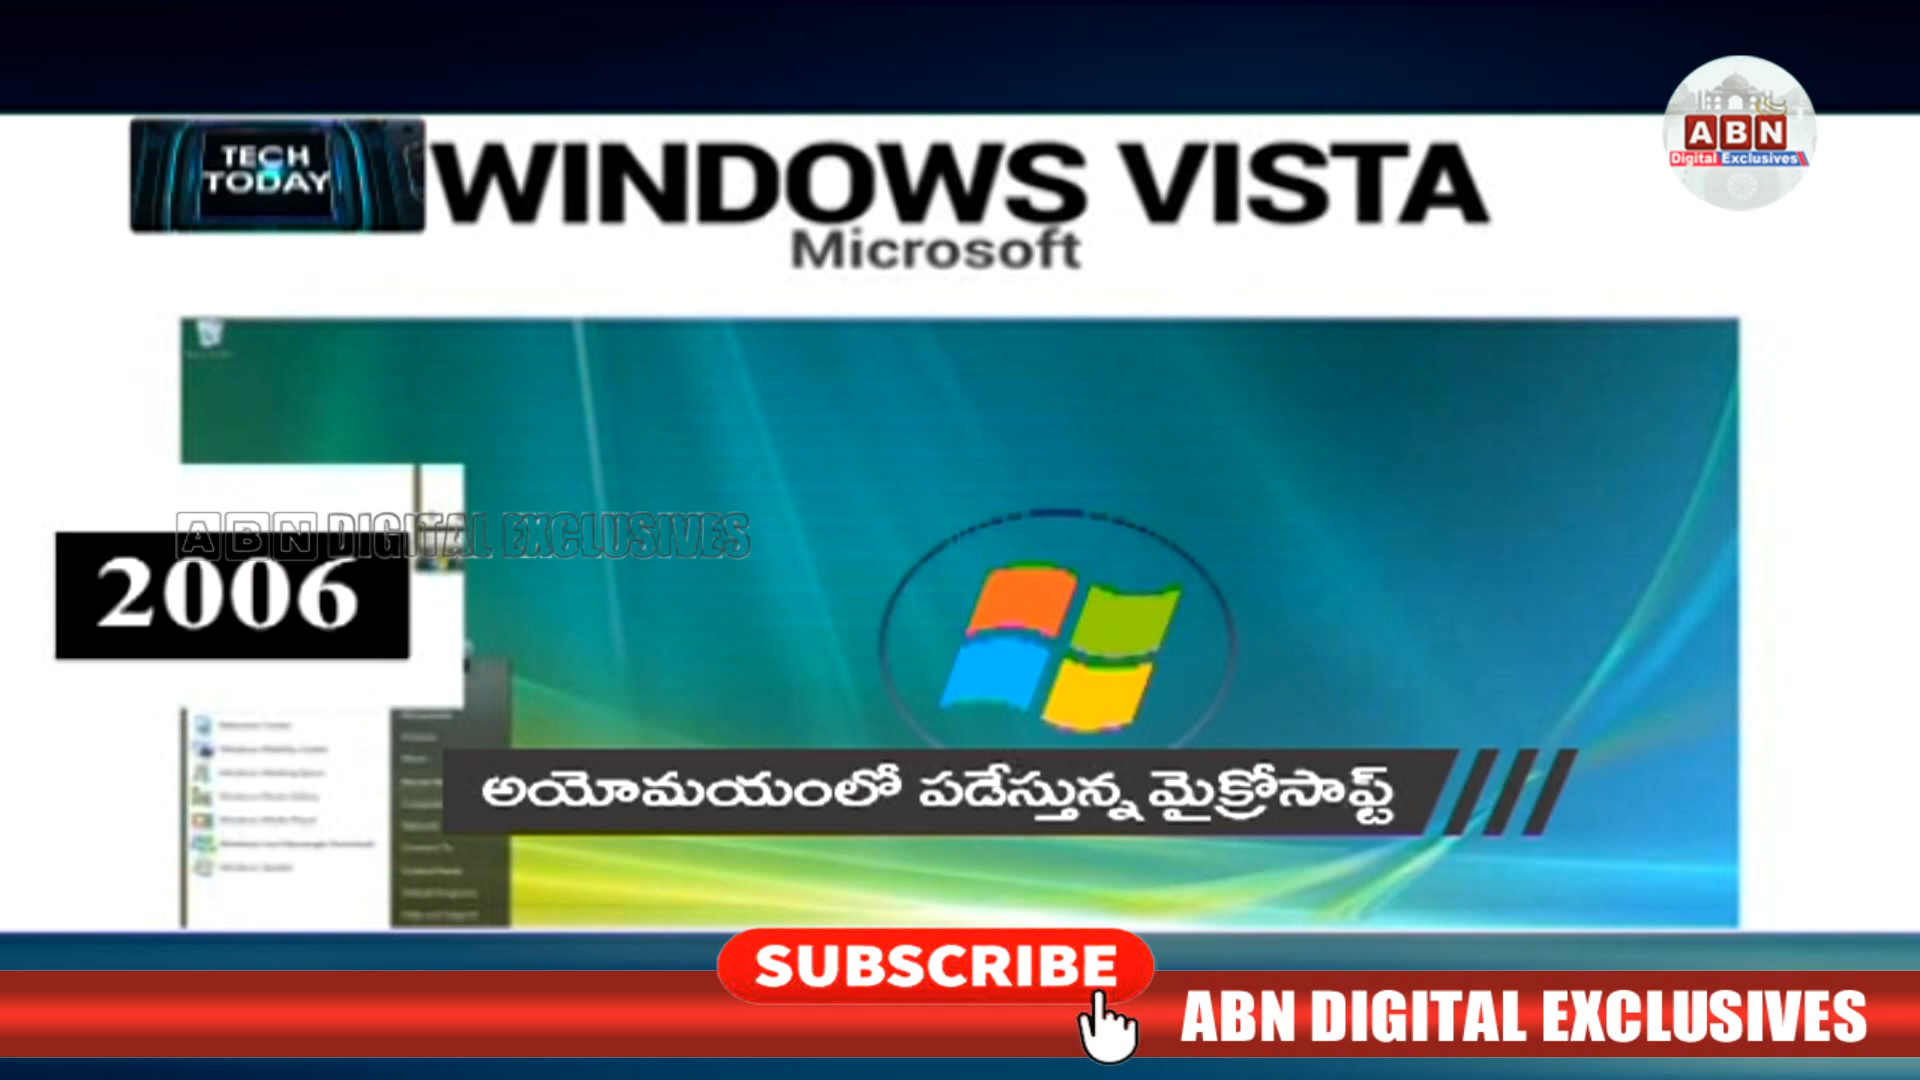 TECH
TODAY
WINDOWS VISTA
Microsoft
ABN
Digital Exclusives
ABN DIGITAL EXCLUSIVES
2006
అయోమయంలో పడేస్తున్న మైక్రోసాఫ్ట్
SUBSCRIBE
ABN DIGITAL EXCLUSIVES